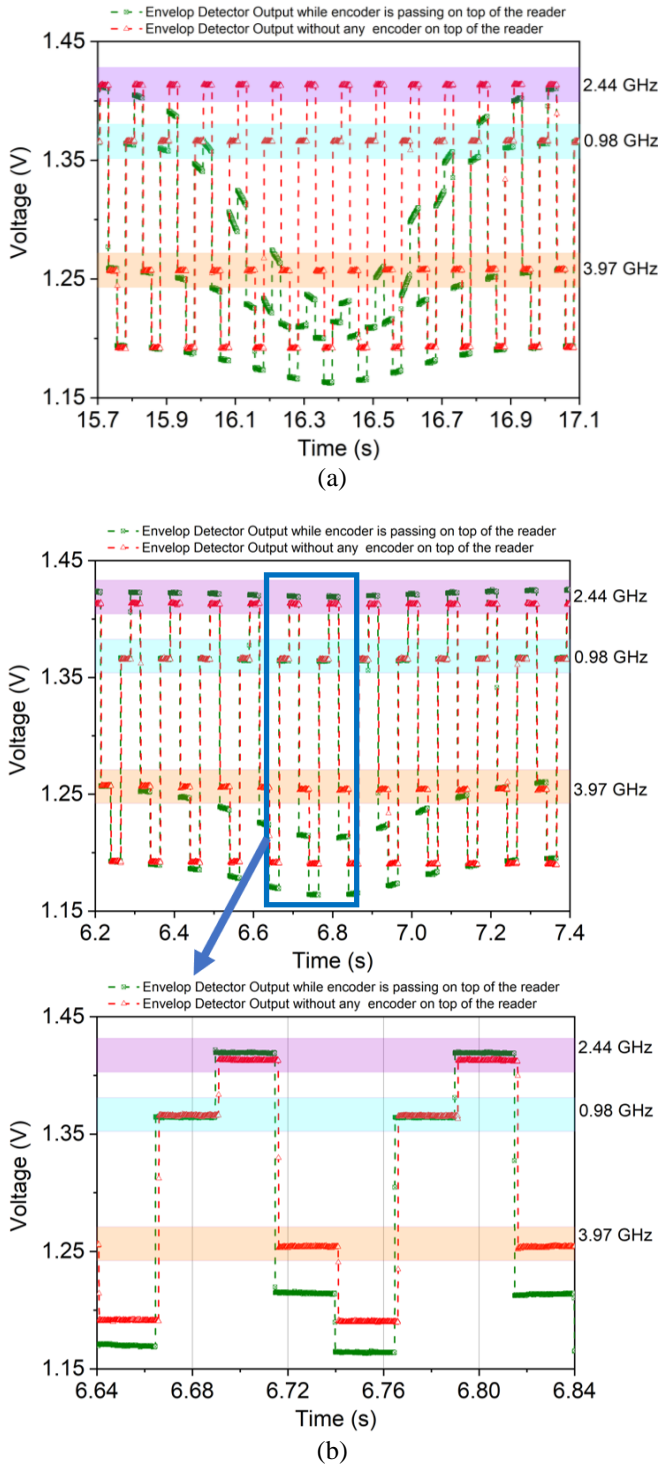 Envelop Detector Output while encoder is passing on top of the reader
Envelop Detector Output without any encoder on top of the reader
1.45
1.35
1.25
1.15
Voltage (V)
2.44 GHz
0.98 GHz
3.97 GHz
15.7 15.9 16.1 16.3 16.5 16.7 16.9 17.1
Time (s)
(a)
Envelop Detector Output while encoder is passing on top of the reader
Envelop Detector Output without any encoder on top of the reader
1.45
1.35
1.25
1.15
Voltage (V)
2.44 GHz
0.98 GHz
3.97 GHz
6.2 6.4 6.6 6.8 7.0 7.2 7.4
Time (s)
Envelop Detector Output while encoder is passing on top of the reader
Envelop Detector Output without any encoder on top of the reader
1.45
1.35
1.25
1.15
Voltage (V)
2.44 GHz
0.98 GHz
3.97 GHz
6.64 6.68 6.72 6.76 6.80 6.84
Time (s)
(b)